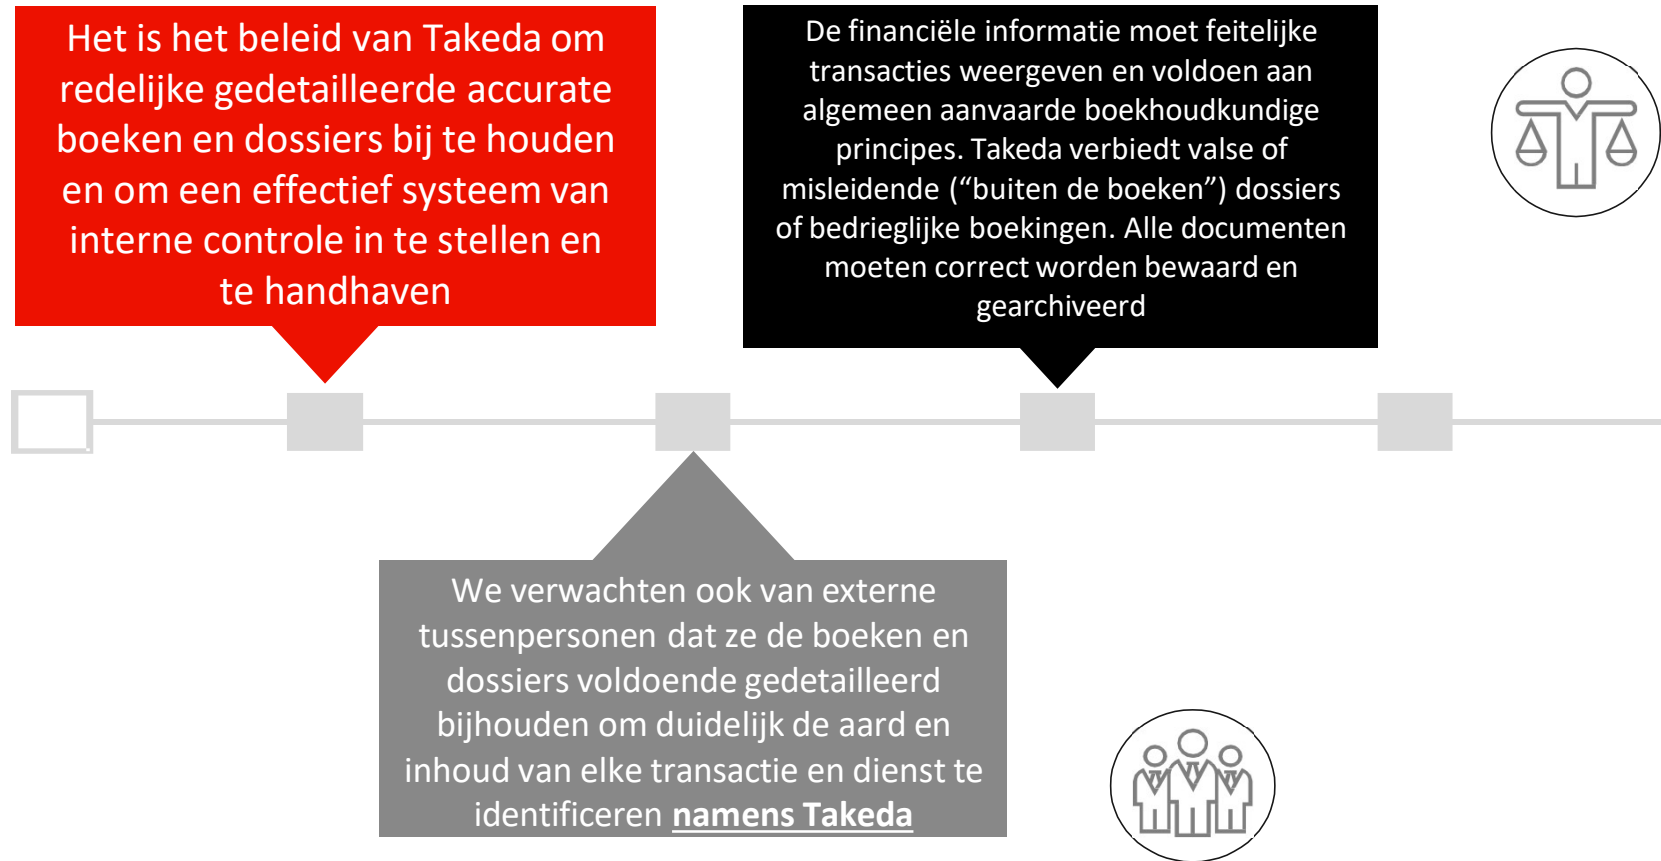 Het is het beleid van Takeda om
redelijke gedetailleerde accurate
boeken en dossiers bij te houden
en om een effectief systeem van
interne controle in te stellen en
te handhaven
De financiële informatie moet feitelijke
transacties weergeven en voldoen aan
algemeen aanvaarde boekhoudkundige
principes. Takeda verbiedt valse of
misleidende (“buiten de boeken”) dossiers
of bedrieglijke boekingen. Alle documenten
moeten correct worden bewaard en
gearchiveerd
We verwachten ook van externe
tussenpersonen dat ze de boeken en
dossiers voldoende gedetailleerd
bijhouden om duidelijk de aard en
inhoud van elke transactie en dienst te
identificeren namens Takeda